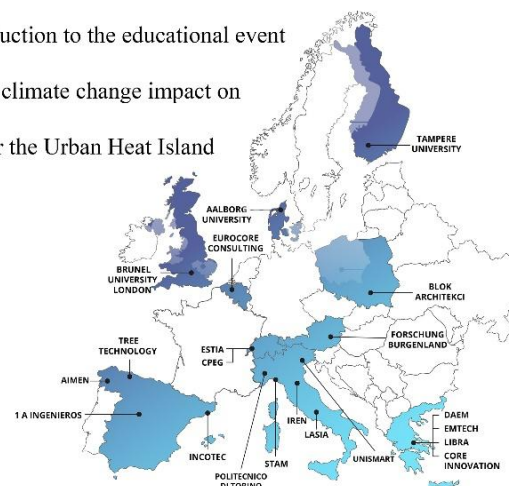 uction to the educational event
climate change impact on
r the Urban Heat Island
TAMPERE
UNIVERSITY
AALBORG
UNIVERSITY
EUROCORE
CONSULTING
BRUNEL
UNIVERSITY
LONDON
BLOK
ARCHITEKCI
TREE
TECHNOLOGY
ESTIA
CPEG
FORSCHUNG
BURGENLAND
AIMEN
1 A INGENIEROS
INCOTEC
IREN
LASIA
STAM
UNISMART
POLITECNICO
DI TORINO
DAEM
EMTECH
LIBRA
CORE
INNOVATION